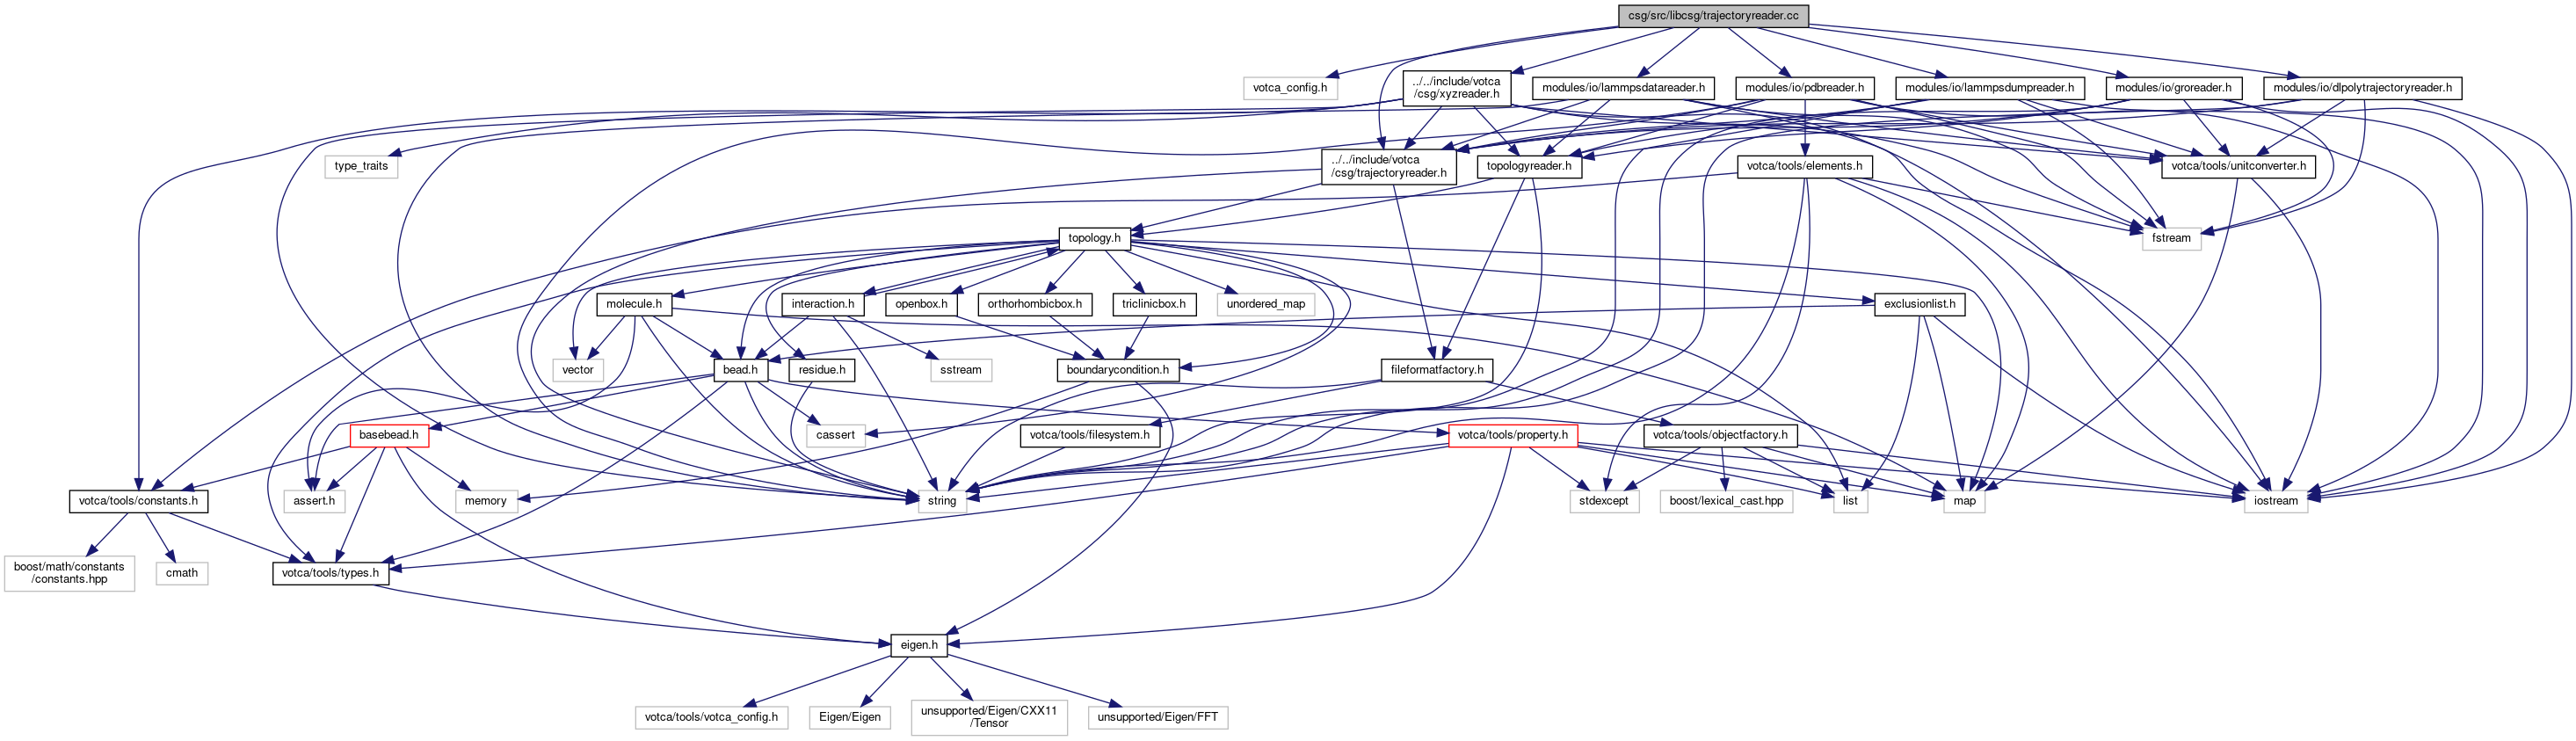 csg/src/libcsg/trajectoryreader.cc
votca_config.h
../../include/votca
/csg/xyzreader.h
modules/io/lammpsdatareader.h
modules/io/pdbreader.h
modules/io/lammpsdumpreader.h
modules/io/groreader.h
modules/io/dlpolytrajectoryreader.h
type_traits
../../include/votca
/csg/trajectoryreader.h
topologyreader.h
votca/tools/elements.h
votca/tools/unitconverter.h
topology.h
fstream
molecule.h
interaction.h
openbox.h
orthorhombicbox.h
triclinicbox.h
unordered_map
exclusionlist.h
vector
bead.h
residue.h
sstream
boundarycondition.h
fileformatfactory.h
basebead.h
cassert
votca/tools/filesystem.h
votca/tools/property.h
votca/tools/objectfactory.h
votca/tools/constants.h
assert.h
memory
string
stdexcept
boost/lexical_cast.hpp
list
map
iostream
boost/math/constants
/constants.hpp
cmath
votca/tools/types.h
eigen.h
votca/tools/votca_config.h
Eigen/Eigen
unsupported/Eigen/CXX11
/Tensor
unsupported/Eigen/FFT